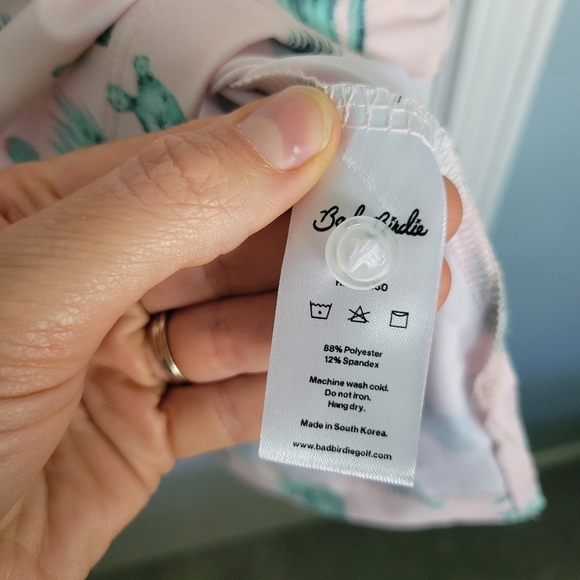 Bad Birdie
88% Polyester
12% Spandex
Machine wash cold.
Do not iron.
Hang dry.
Made in South Korea.
www.badbirdiegolf.com